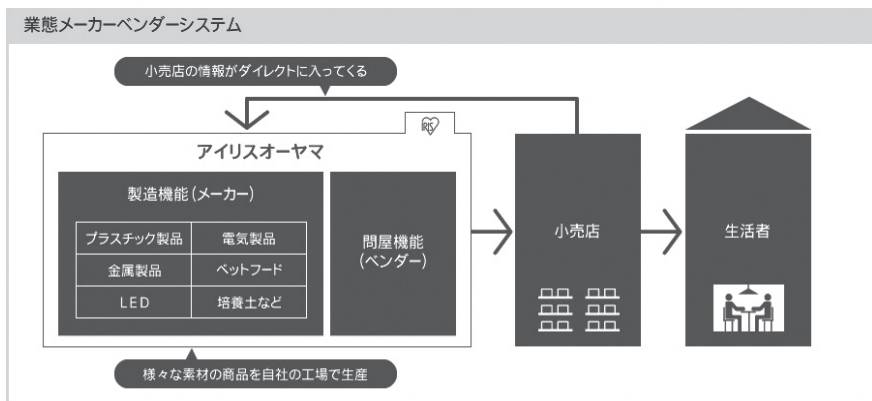 業態メーカーベンダーシステム
小売店の情報がダイレクトに入ってくる
IRIS
アイリスオーヤマ
製造機能(メーカー)
プラスチック製品
電気製品
金属製品
ペットフード
LED
培養土など
問屋機能
(ベンダー)
小売店
生活者
様々な素材の商品を自社の工場で生産